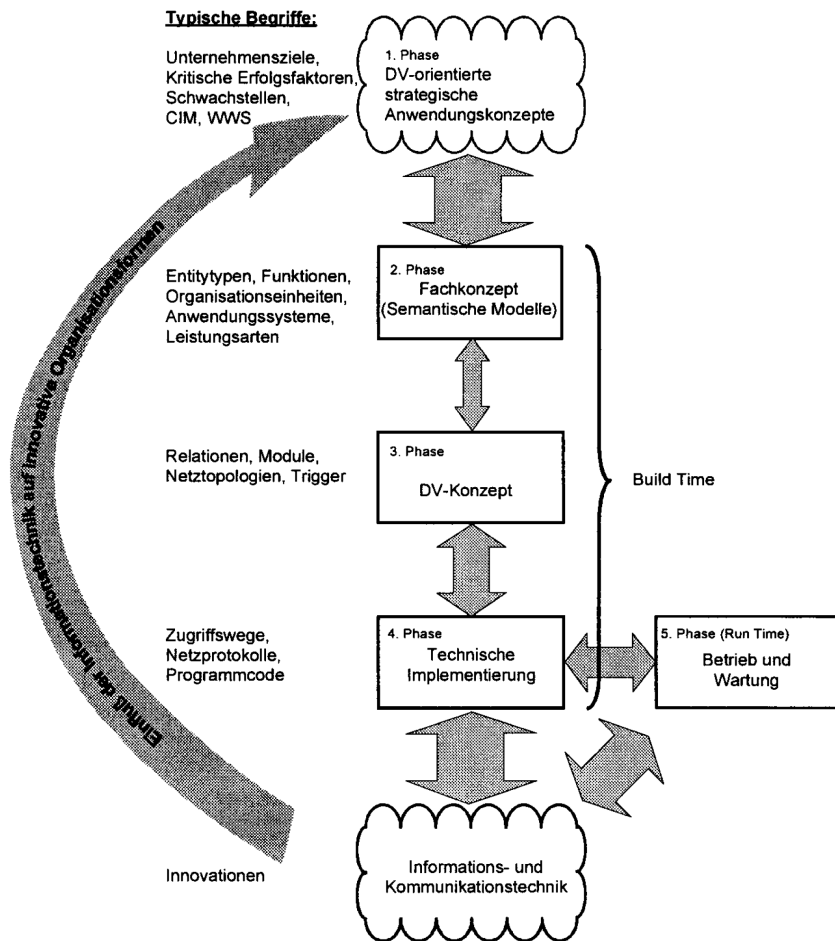 Typische Begriffe:
Unternehmensziele,
Kritische Erfolgsfaktoren,
Schwachstellen,
CIM, WWS
1. Phase
DV-orientierte
strategische
Anwendungskonzepte
Einfluß der Informationstechnik auf innovative Organisationsformen
Entitytypen, Funktionen,
Organisationseinheiten,
Anwendungssysteme,
Leistungsarten
2. Phase
Fachkonzept
(Semantische Modelle)
Relationen, Module,
Netztopologien, Trigger
3. Phase
DV-Konzept
Build Time
Zugriffswege,
Netzprotokolle,
Programmcode
4. Phase
Technische
Implementierung
5. Phase (Run Time)
Betrieb und
Wartung
Innovationen
Informations- und
Kommunikationstechnik